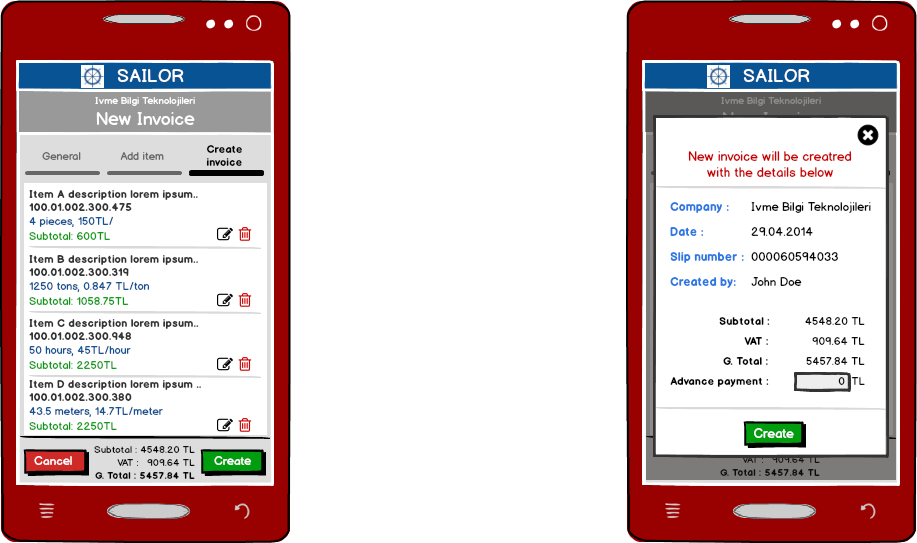 SAILOR
Ivme Bilgi Teknolojileri
New Invoice
General
Add item
Create
invoice
Item A description lorem ipsum..
100.01.002.300.475
4 pieces, 150TL/
Subtotal: 600TL
Item B description lorem ipsum..
100.01.002.300.319
1250 tons, 0.847 TL/ton
Subtotal: 1058.75TL
Item C description lorem ipsum..
100.01.002.300.948
50 hours, 45TL/hour
Subtotal: 2250TL
Item D description lorem ipsum ..
100.01.002.300.380
43.5 meters, 14.7TL/meter
Subtotal: 2250TL
Cancel
Subtotal : 4548.20 TL
VAT : 909.64 TL
G. Total : 5457.84 TL
Create
SAILOR
Ivme Bilgi Teknolojileri
New Invoice
New invoice will be creatred
with the details below
Company : Ivme Bilgi Teknolojileri
Date : 29.04.2014
Slip number : 000060594033
Created by: John Doe
Subtotal : 4548.20 TL
VAT : 909.64 TL
G. Total : 5457.84 TL
Advance payment : 0 TL
Create
VAT : 909.64 TL
G. Total : 5457.84 TL